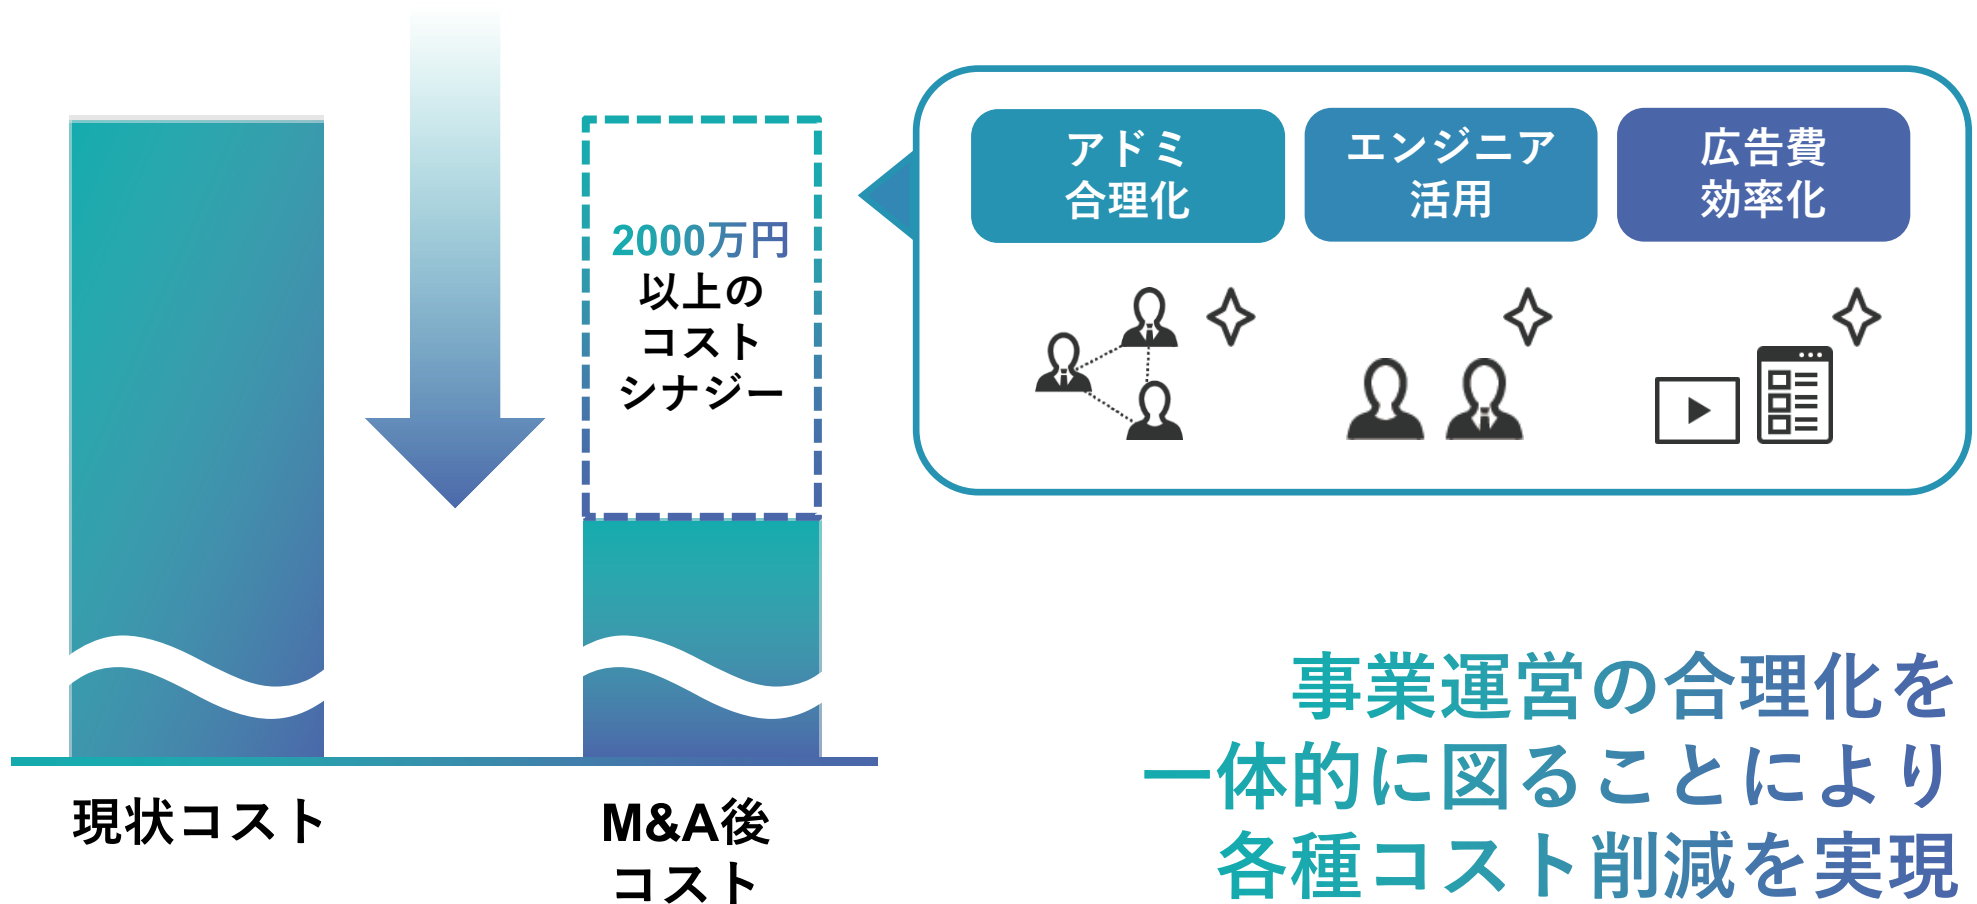 アドミ
合理化
エンジニア
活用
広告費
効率化
2000万円
以上の
コスト
シナジー
現状コスト
M&A後
コスト
事業運営の合理化を
一体的に図ることにより
各種コスト削減を実現